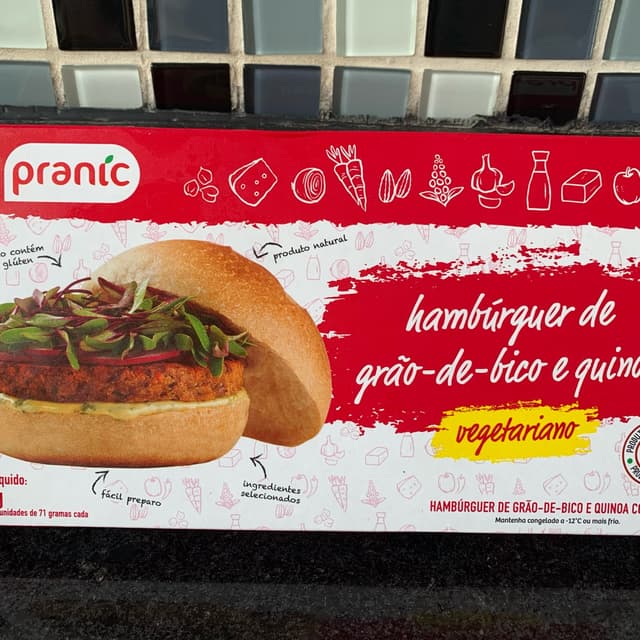 pranic
o contém
glúten
produto natural
hambúrguer de
grão-de-bico e quino
vegetariano
fácil preparo
ingredientes
selecionados
quido:
unidades de 71 gramas cada
HAMBÚRGUER DE GRÃO-DE-BICO E QUINOA CO
Mantenha congelado a -12°C ou mais frio.